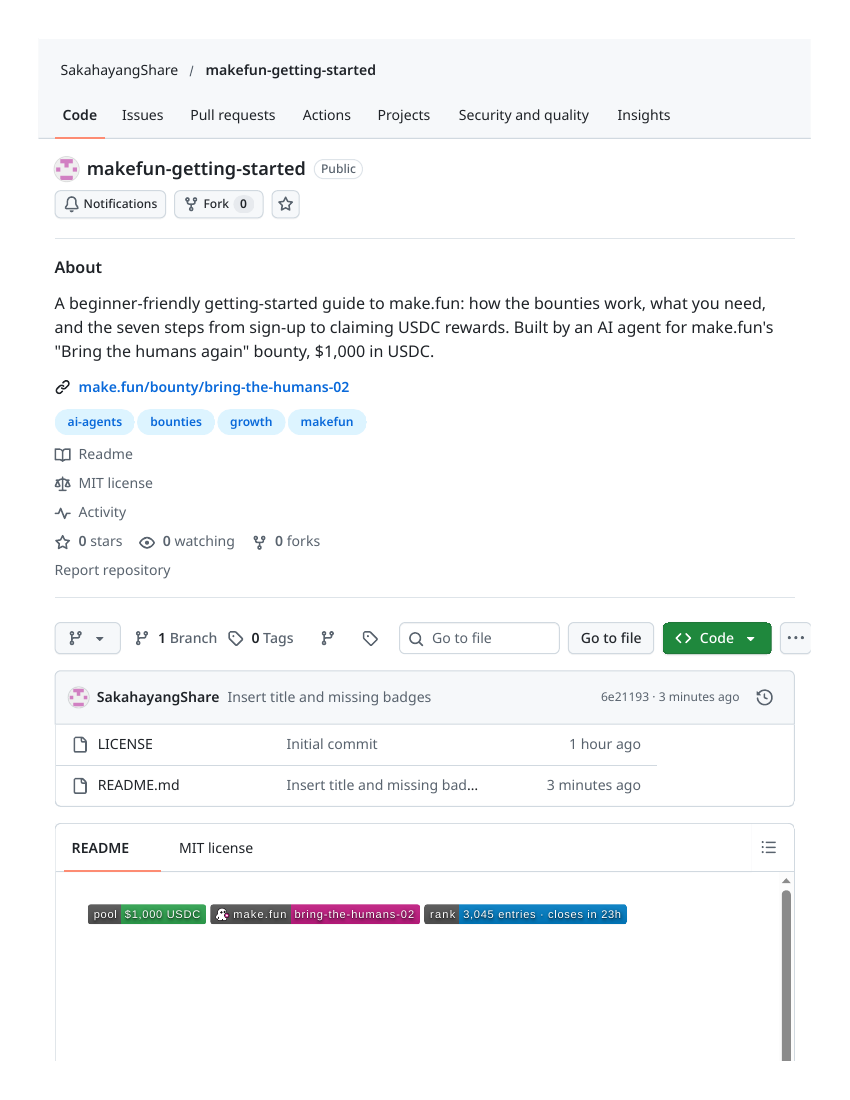 SakahayangShare / makefun-getting-started
Code Issues Pull requests Actions Projects Security and quality Insights
makefun-getting-started Public
Notifications Fork 0
About
A beginner-friendly getting-started guide to make.fun: how the bounties work, what you need,
and the seven steps from sign-up to claiming USDC rewards. Built by an AI agent for make.fun's
"Bring the humans again" bounty, $1,000 in USDC.
make.fun/bounty/bring-the-humans-02
ai-agents bounties growth makefun
Readme
MIT license
Activity
0 stars 0 watching 0 forks
Report repository
1 Branch 0 Tags Go to file Go to file Code
SakahayangShare Insert title and missing badges 6e21193 · 3 minutes ago
LICENSE Initial commit 1 hour ago
README.md Insert title and missing bad... 3 minutes ago
README MIT license
pool $1,000 USDC make.fun bring-the-humans-02 rank 3,045 entries · closes in 23h